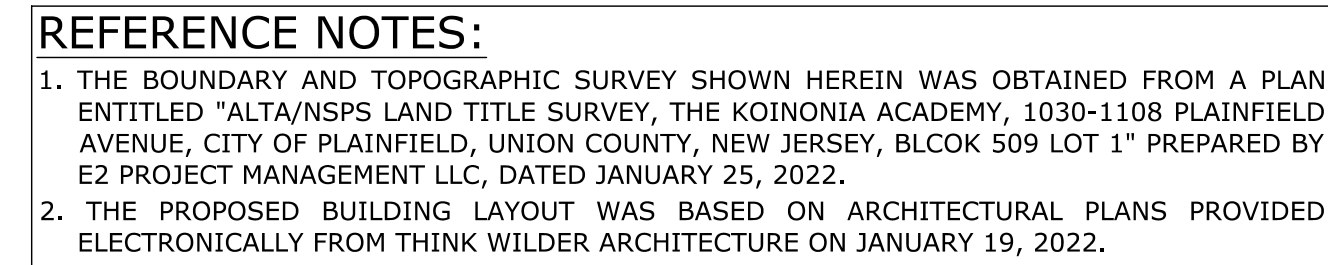 REFERENCE NOTES:
1. THE BOUNDARY AND TOPOGRAPHIC SURVEY SHOWN HEREIN WAS OBTAINED FROM A PLAN
ENTITLED "ALTA/NSPS LAND TITLE SURVEY, THE KOINONIA ACADEMY, 1030-1108 PLAINFIELD
AVENUE, CITY OF PLAINFIELD, UNION COUNTY, NEW JERSEY, BLCOK 509 LOT 1" PREPARED BY
E2 PROJECT MANAGEMENT LLC, DATED JANUARY 25, 2022.
2. THE PROPOSED BUILDING LAYOUT WAS BASED ON ARCHITECTURAL PLANS PROVIDED
ELECTRONICALLY FROM THINK WILDER ARCHITECTURE ON JANUARY 19, 2022.